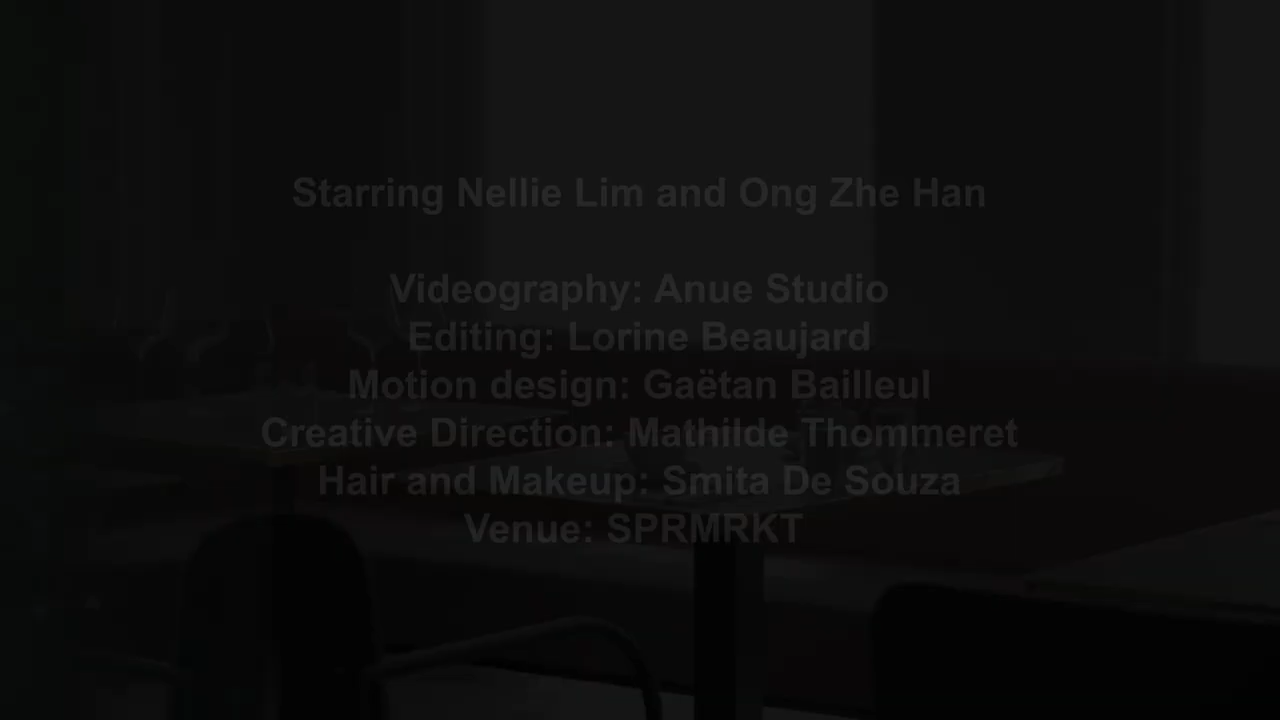 Starring Nellie Lim and Ong Zhe Han
Videography: Anue Studio
Editing: Lorine Beaujard
Motion design: Gaëtan Bailleul
Creative Direction: Mathilde Thommeret
Hair and Makeup: Smita De Souza
Venue: SPRMRKT